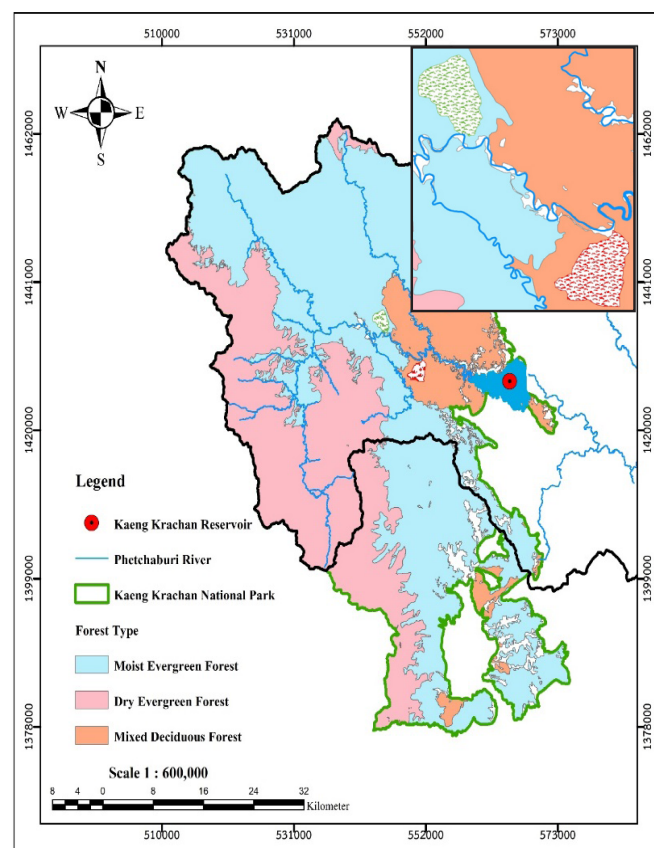 510000 531000 552000 573000
N
W E
S
1462000 1462000
1441000 1441000
1420000 1420000
1399000 1399000
1378000 1378000
Legend
Kaeng Krachan Reservoir
Phetchaburi River
Kaeng Krachan National Park
Forest Type
Moist Evergreen Forest
Dry Evergreen Forest
Mixed Deciduous Forest
Scale 1 : 600,000
8 4 0 8 16 24 32
Kilometer
510000 531000 552000 573000